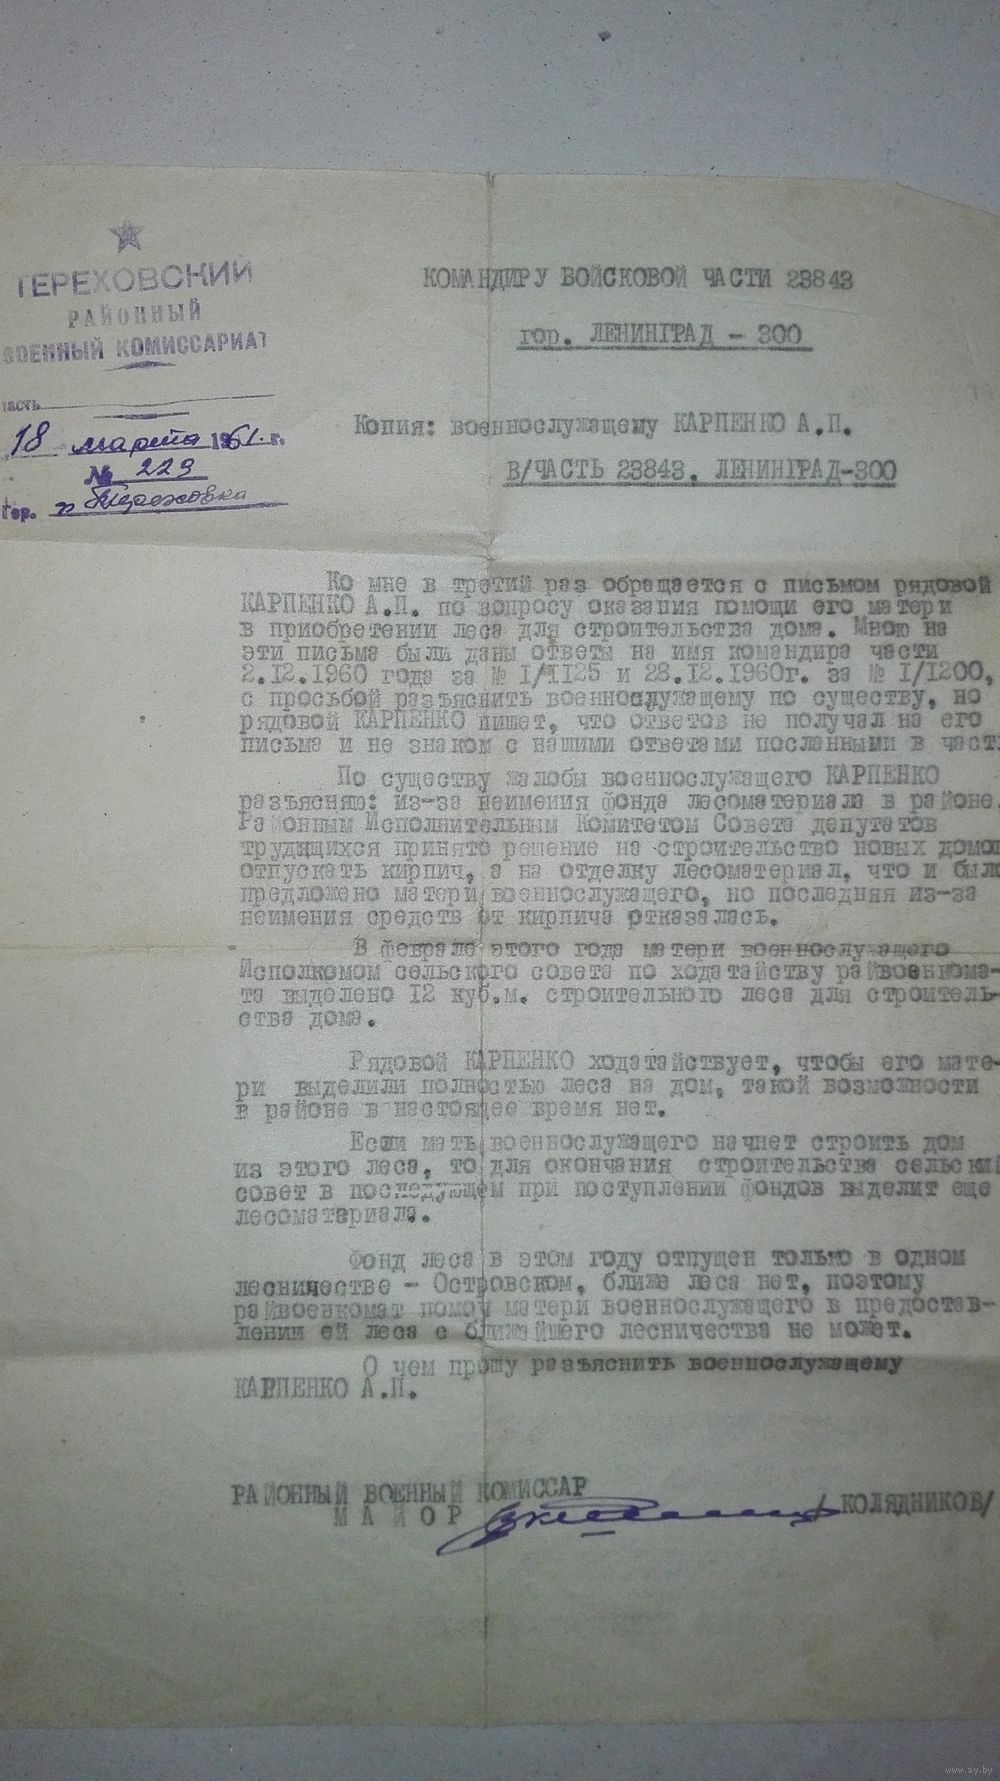 ТЕРЕХОВСКИЙ
РАЙОННЫЙ
ВОЕННЫЙ КОМИССАРИАТ
часть
18 марта 1961 г.
№ 229
Гор. Тереховка
КОМАНДИРУ ВОЙСКОВОЙ ЧАСТИ 23843
гор. ЛЕНИНГРАД - 300
Копия: военнослужащему КАРПЕНКО А.П.
В/ЧАСТЬ 23843, ЛЕНИНГРАД-300
Ко мне в третий раз обращается с письмом рядовой
КАРПЕНКО А.П. по вопросу оказания помощи его матери
в приобретении леса для строительства дома. Мною на
эти письма были даны ответы на имя командира части
2.12.1960 года за № 1/1125 и 28.12.1960г. за № 1/1200,
с просьбой разъяснить военнослужащему по существу, но
рядовой КАРПЕНКО пишет, что ответов не получал на его
письма и не знаком с нашими ответами посланными в часть
По существу жалобы военнослужащего КАРПЕНКО
разъясняю: из-за неимения фонда лесоматериала в районе,
Районным Исполнительным Комитетом Совета депутатов
трудящихся принято решение на строительство новых домов
отпускать кирпич, а на отделку лесоматериал, что и было
предложено матери военнослужащего, но последняя из-за
неимения средств от кирпича отказалась.
В феврале этого года матери военнослужащего
Исполкомом сельского совета по ходатайству райвоенкома-
та выделено 12 куб.м. строительного леса для строитель-
ства дома.
Рядовой КАРПЕНКО ходатайствует, чтобы его мате-
ри выделили полностью леса на дом, такой возможности
в районе в настоящее время нет.
Если мать военнослужащего начнет строить дом
из этого леса, то для окончания строительства сельский
совет в последующем при поступлении фондов выделит еще
лесоматериала.
Фонд леса в этом году отпущен только в одном
лесничестве - Островском, ближе леса нет, поэтому
райвоенкомат помоч матери военнослужащего в предостав-
лении ей леса с ближайшего лесничества не может.
О чем прошу разъяснить военнослужащему
КАРПЕНКО А.П.
РАЙОННЫЙ ВОЕННЫЙ КОМИССАР
МАЙОР /КОЛЯДНИКОВ/
www.ay.by